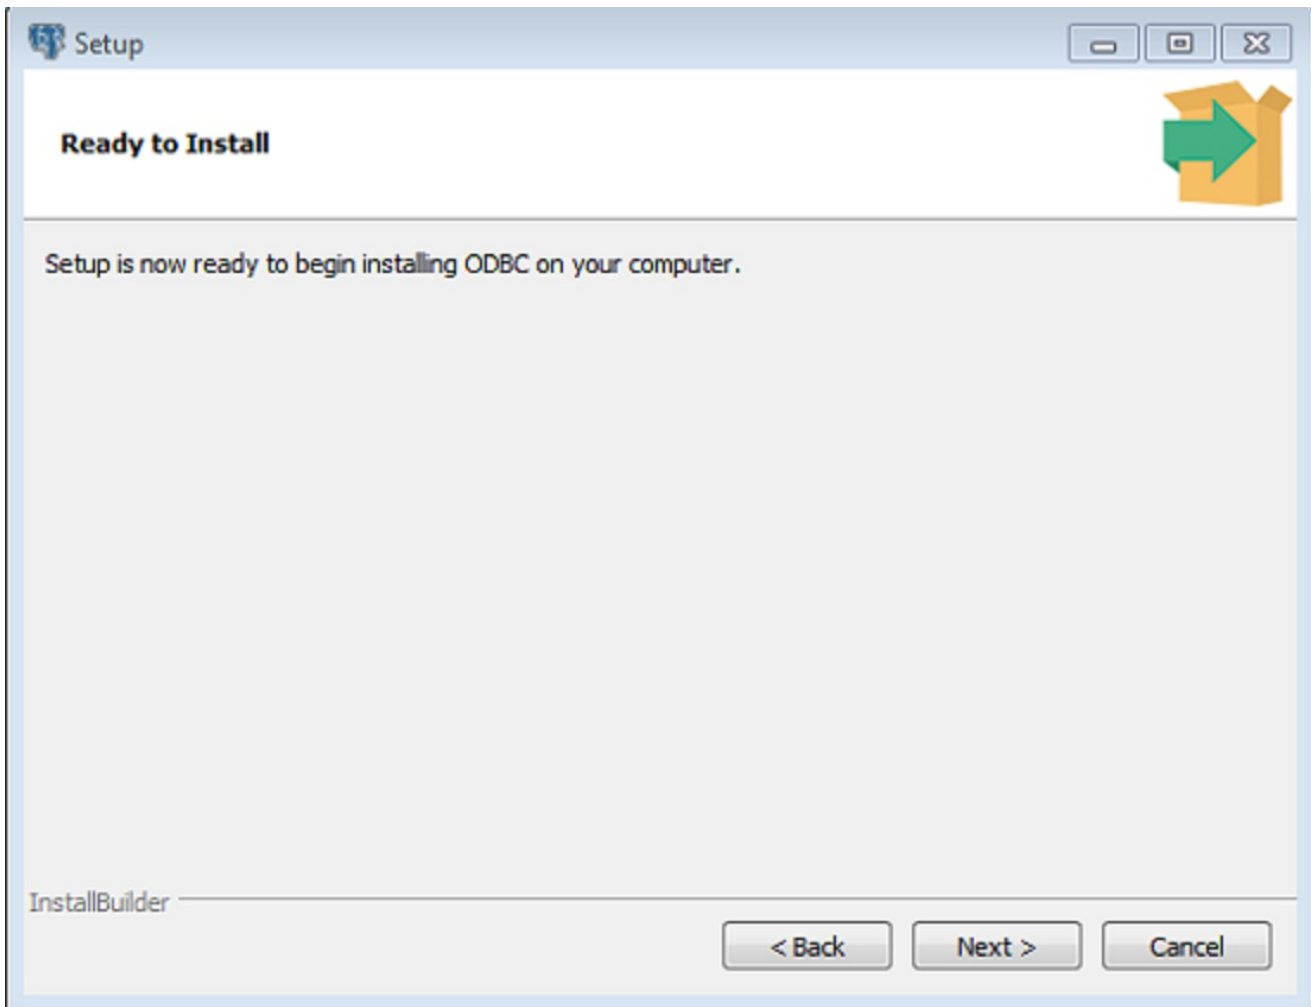 Setup
Ready to Install
Setup is now ready to begin installing ODBC on your computer.
InstallBuilder
< Back Next > Cancel